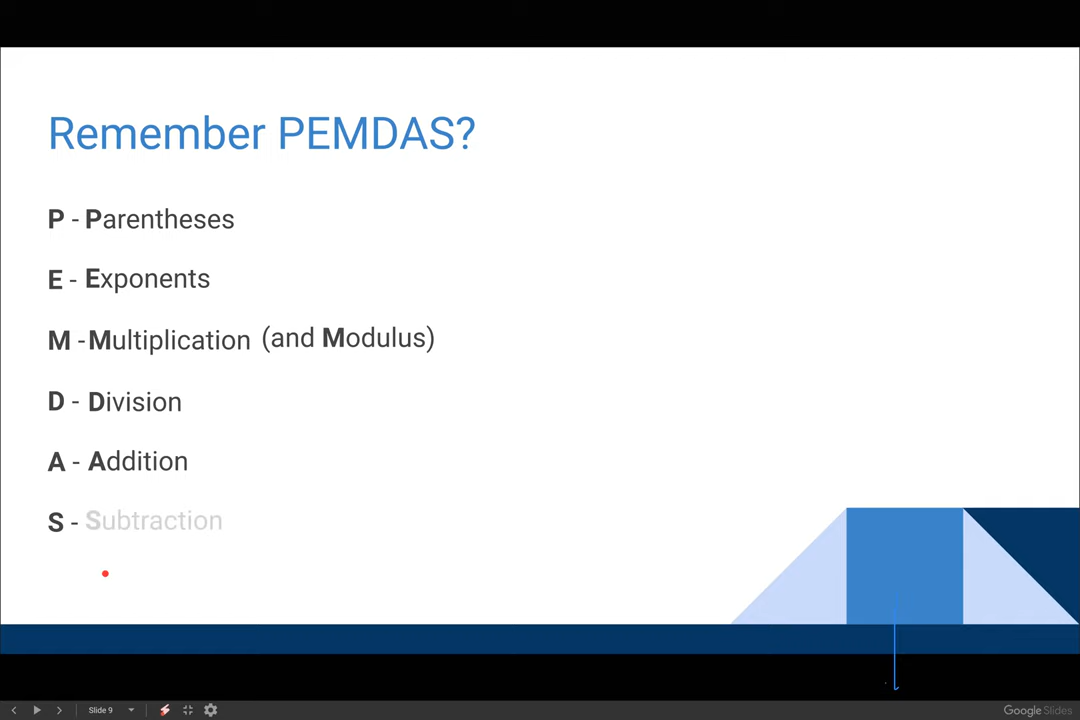 Remember PEMDAS?
P - Parentheses
E - Exponents
M - Multiplication (and Modulus)
D - Division
A - Addition
S - Subtraction
Slide 9
Google Slides